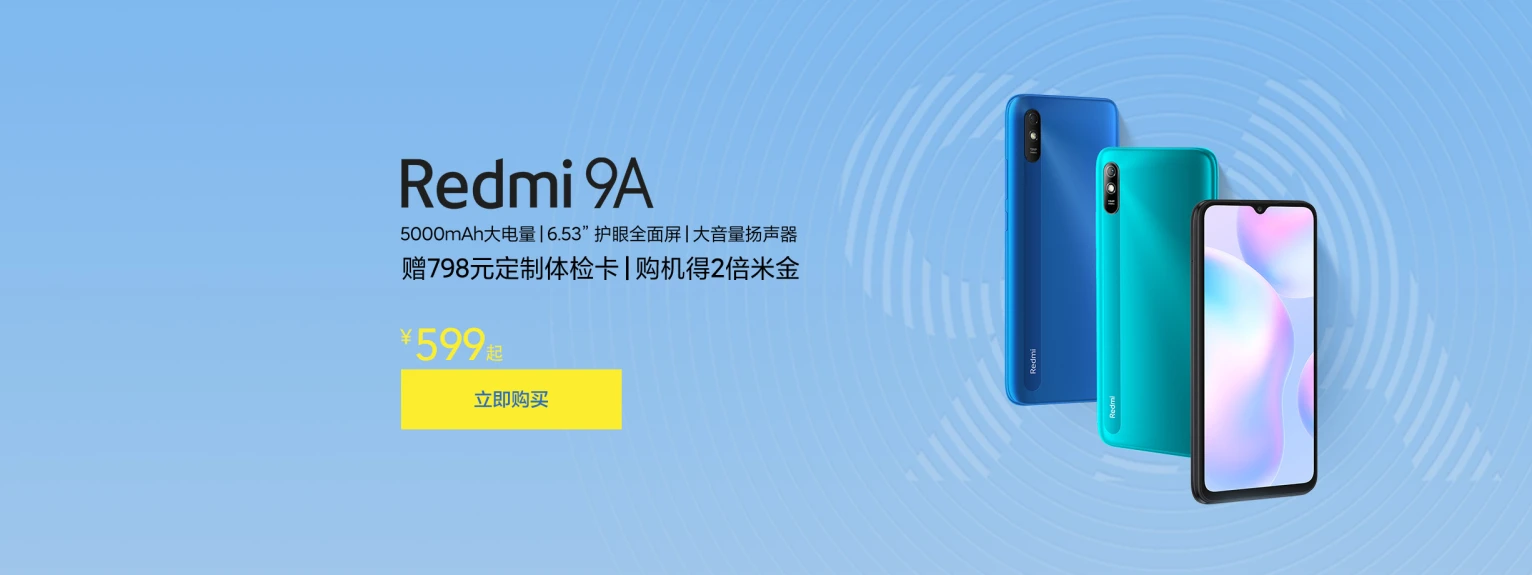 Redmi 9A
5000mAh大电量 | 6.53” 护眼全面屏 | 大音量扬声器
赠798元定制体检卡 | 购机得2倍米金
¥599起
立即购买
Redmi
Redmi